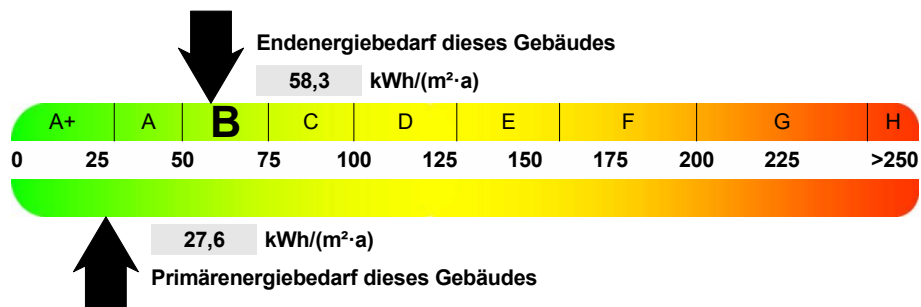 Endenergiebedarf dieses Gebäudes
58,3 kWh/(m²·a)
A+ A B C D E F G H
0 25 50 75 100 125 150 175 200 225 >250
27,6 kWh/(m²·a)
Primärenergiebedarf dieses Gebäudes